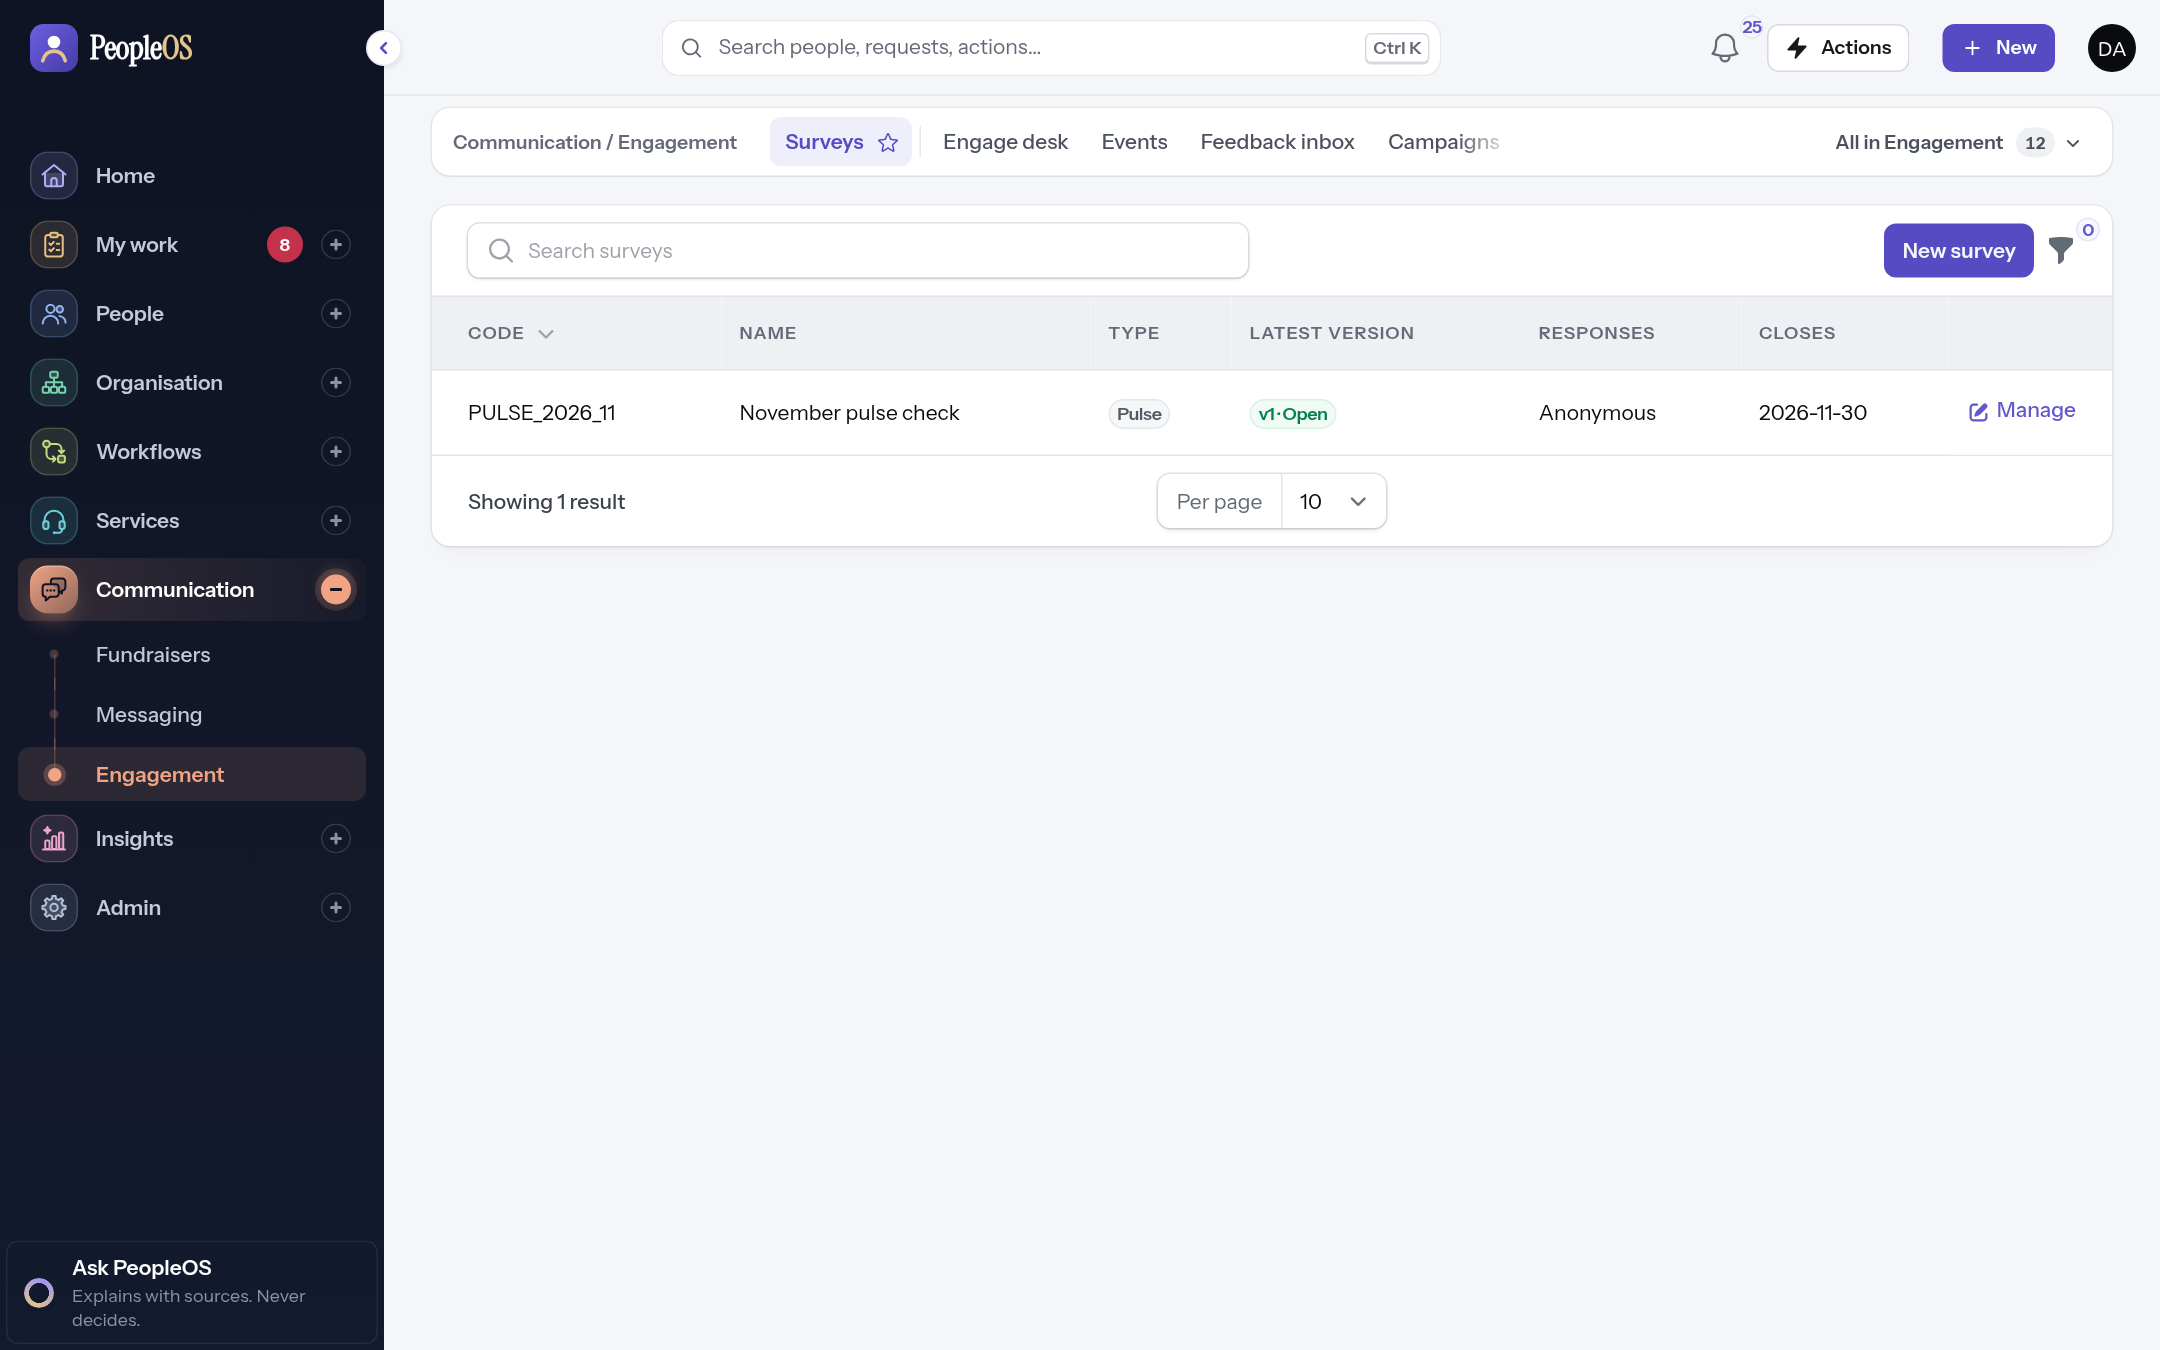 PeopleOS
Search people, requests, actions...
Ctrl K
25
Actions
New
DA
Home
My work
8
People
Organisation
Workflows
Services
Communication
Fundraisers
Messaging
Engagement
Insights
Admin
Ask PeopleOS
Explains with sources. Never
decides.
Communication / Engagement
Surveys
Engage desk
Events
Feedback inbox
Campaigns
All in Engagement
12
Search surveys
New survey
0
CODE
NAME
TYPE
LATEST VERSION
RESPONSES
CLOSES
PULSE_2026_11
November pulse check
Pulse
v1·Open
Anonymous
2026-11-30
Manage
Showing 1 result
Per page
10